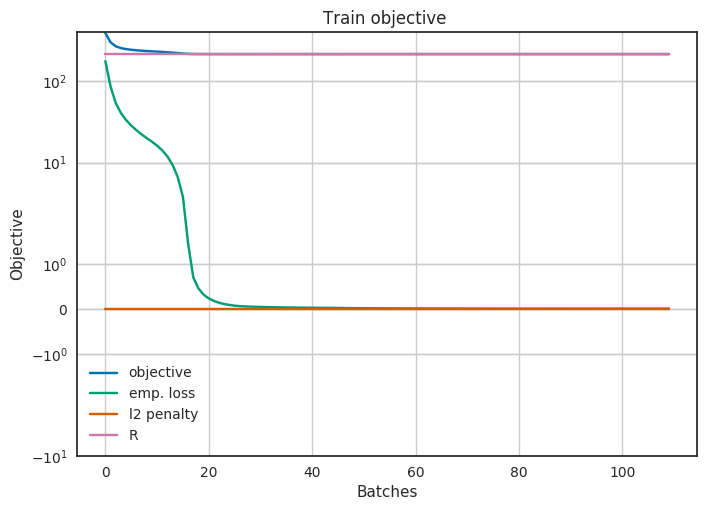 Train objective
Objective
10^2
10^1
10^0
0
−10^0
−10^1
objective
emp. loss
l2 penalty
R
0 20 40 60 80 100
Batches